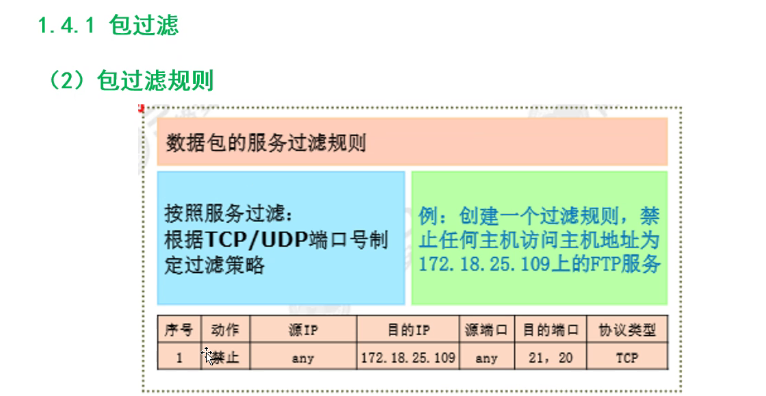 1.4.1 包过滤
（2）包过滤规则
数据包的服务过滤规则
按照服务过滤：
根据TCP/UDP端口号制
定过滤策略
例：创建一个过滤规则，禁
止任何主机访问主机地址为
172.18.25.109上的FTP服务
序号 动作 源IP 目的IP 源端口 目的端口 协议类型
1 禁止 any 172.18.25.109 any 21, 20 TCP